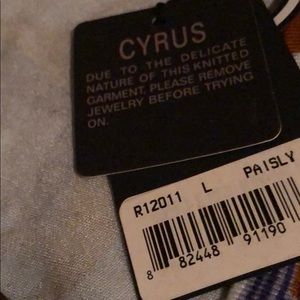 CYRUS
DUE TO THE DELICATE
NATURE OF THIS KNITTED
GARMENT, PLEASE REMOVE
JEWELRY BEFORE TRYING
ON.
R12011 L PAISLY
8 82448 91190